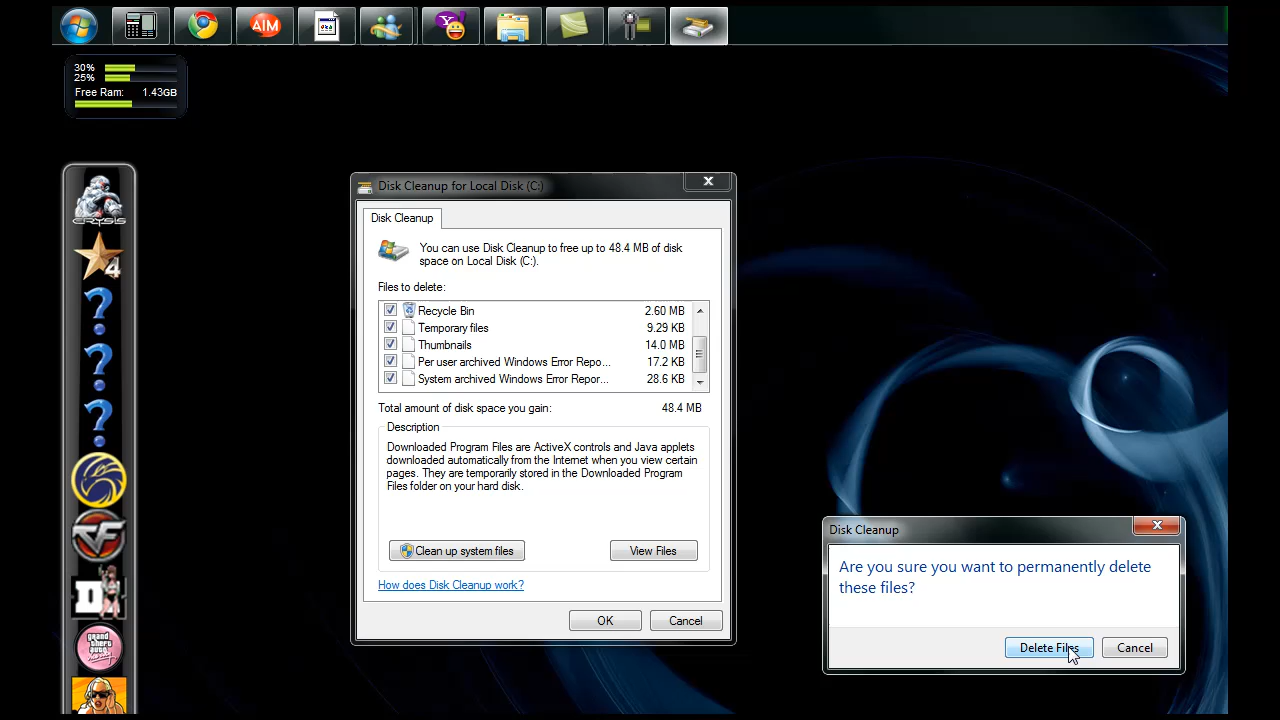 AIM
30%
25%
Free Ram: 1.43GB
CRYSIS
4
Disk Cleanup for Local Disk (C:)
Disk Cleanup
You can use Disk Cleanup to free up to 48.4 MB of disk
space on Local Disk (C:).
Files to delete:
Recycle Bin 2.60 MB
Temporary files 9.29 KB
Thumbnails 14.0 MB
Per user archived Windows Error Repo... 17.2 KB
System archived Windows Error Repor... 28.6 KB
Total amount of disk space you gain: 48.4 MB
Description
Downloaded Program Files are ActiveX controls and Java applets
downloaded automatically from the Internet when you view certain
pages. They are temporarily stored in the Downloaded Program
Files folder on your hard disk.
Clean up system files View Files
How does Disk Cleanup work?
OK Cancel
Disk Cleanup
Are you sure you want to permanently delete
these files?
Delete Files Cancel
grand
theft
auto